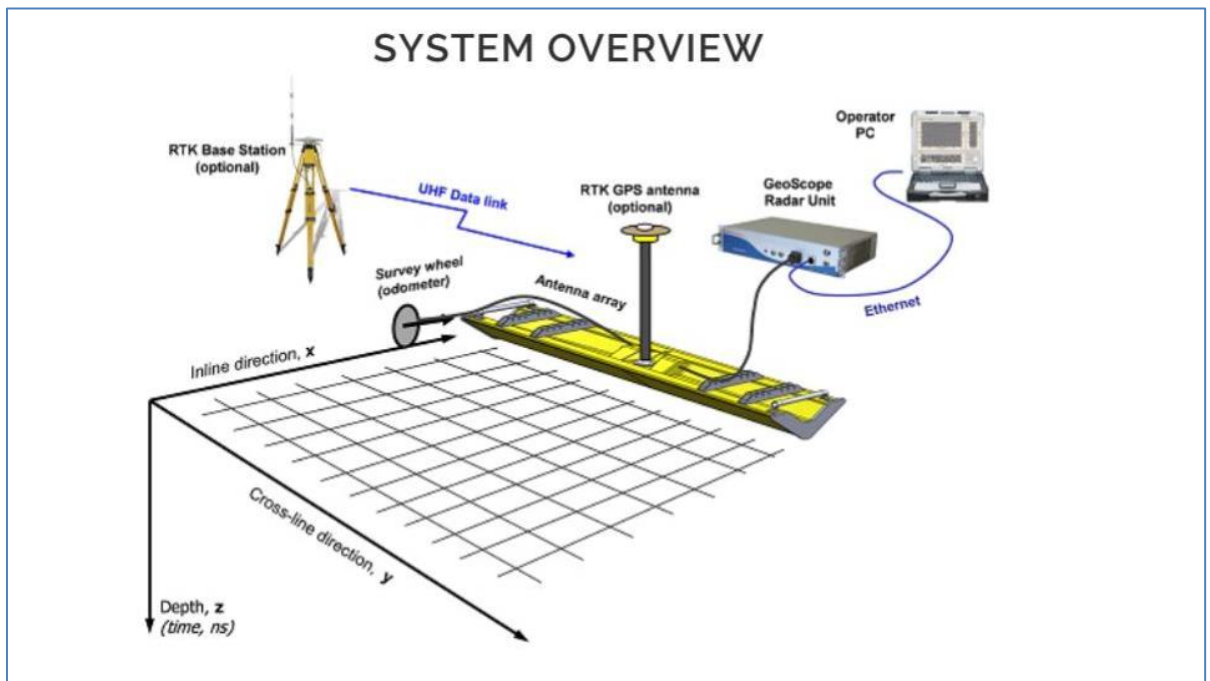 SYSTEM OVERVIEW
RTK Base Station
(optional)
UHF Data link
RTK GPS antenna
(optional)
GeoScope
Radar Unit
Operator
PC
Survey wheel
(odometer)
Antenna array
Ethernet
Inline direction, x
Cross-line direction, y
Depth, z
(time, ns)